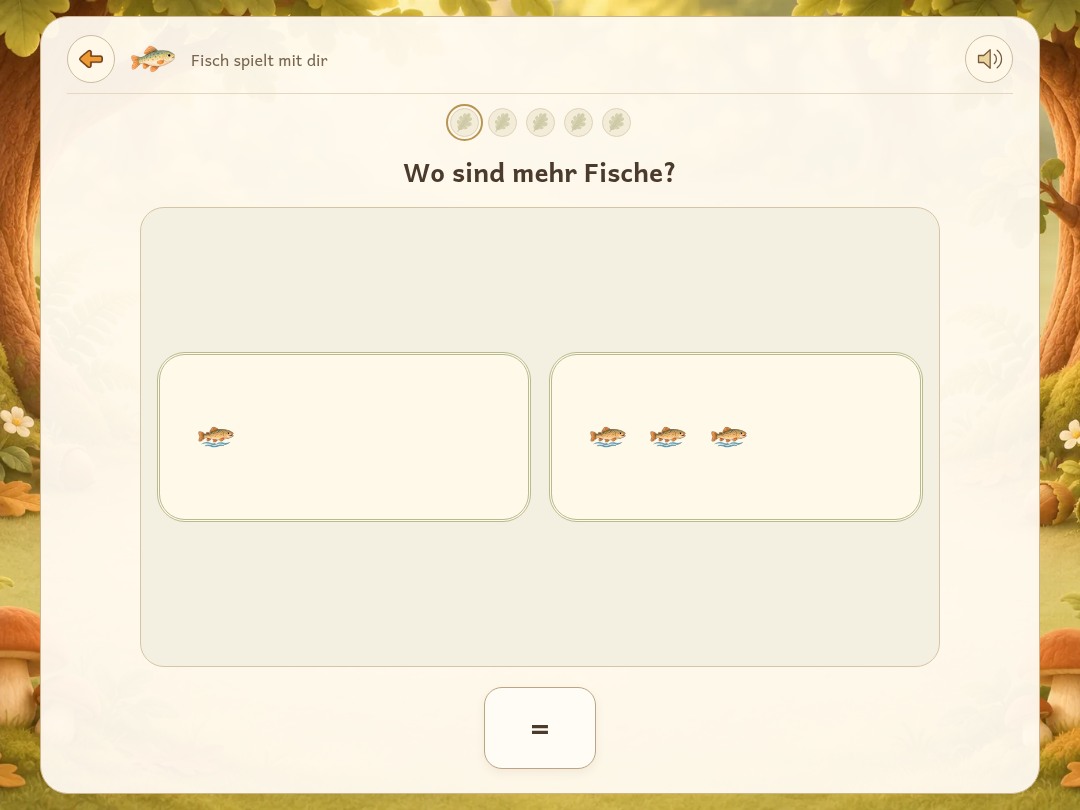 Fisch spielt mit dir
Wo sind mehr Fische?
=